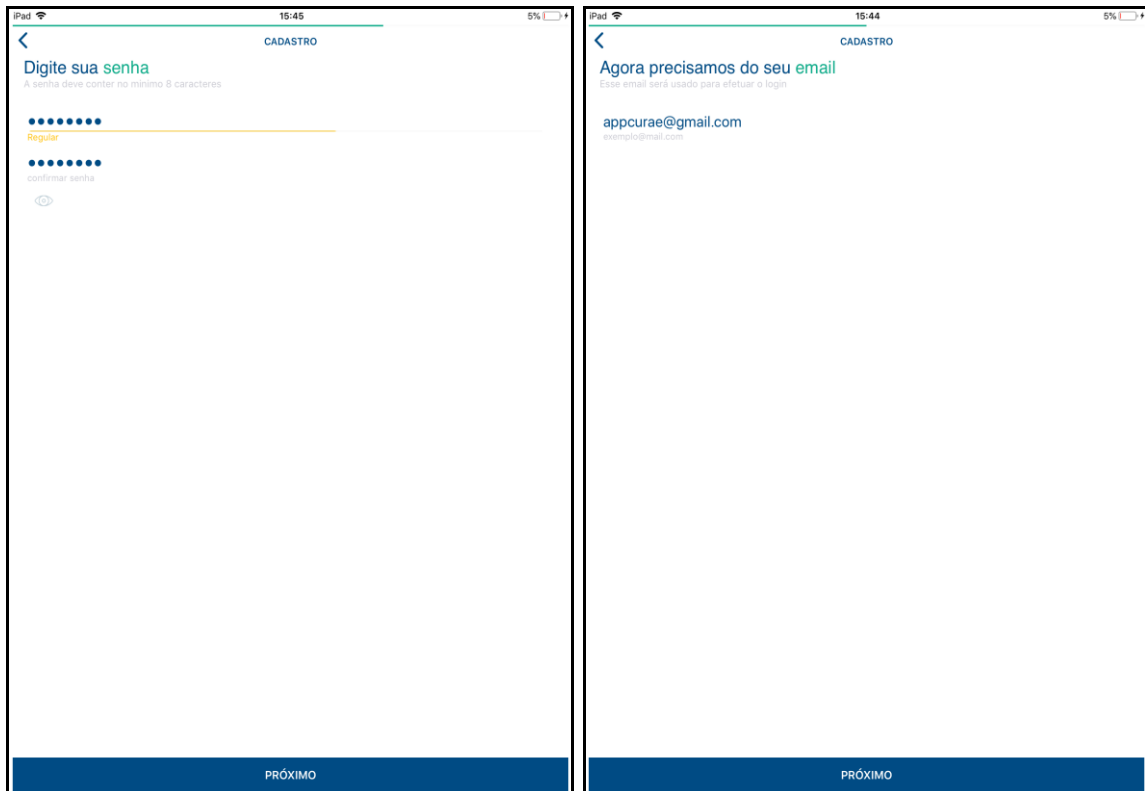 iPad 15:45 5%
CADASTRO
Digite sua senha
A senha deve conter no minimo 8 caracteres
••••••••
Regular
••••••••
confirmar senha
PRÓXIMO
iPad 15:44 5%
CADASTRO
Agora precisamos do seu email
Esse email será usado para efetuar o login
appcurae@gmail.com
exemplo@mail.com
PRÓXIMO